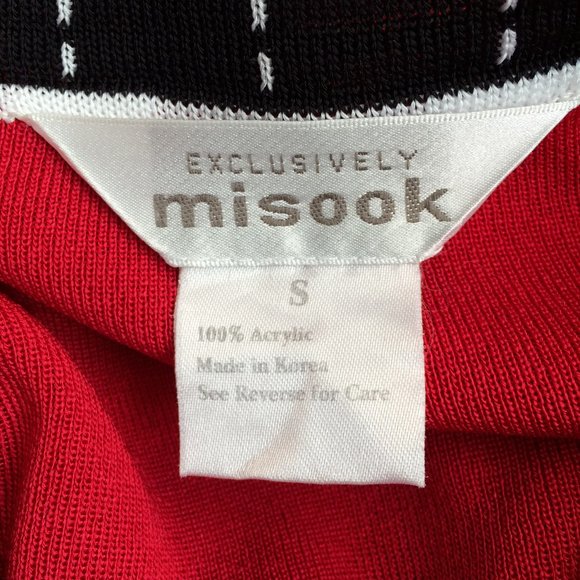 EXCLUSIVELY
misook
S
100% Acrylic
Made in Korea
See Reverse for Care